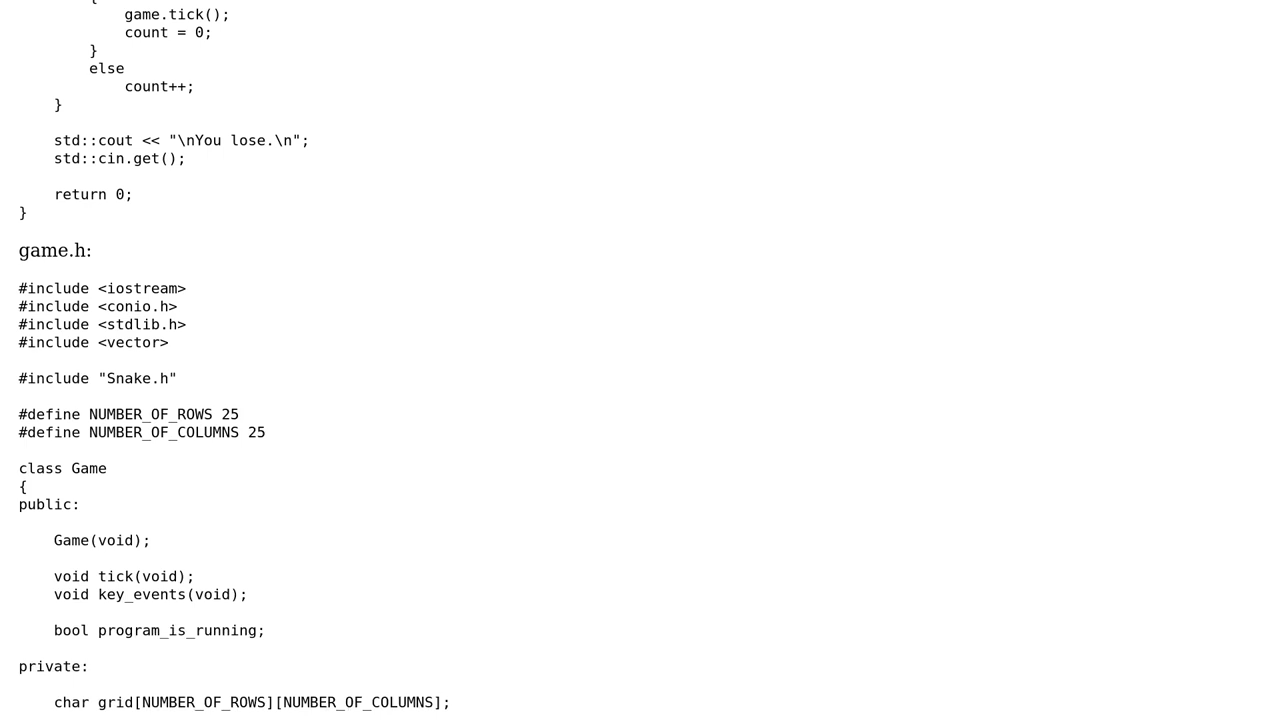 {
            game.tick();
            count = 0;
        }
        else
            count++;
    }

    std::cout << "\nYou lose.\n";
    std::cin.get();

    return 0;
}
game.h:
#include <iostream>
#include <conio.h>
#include <stdlib.h>
#include <vector>

#include "Snake.h"

#define NUMBER_OF_ROWS 25
#define NUMBER_OF_COLUMNS 25

class Game
{
public:

    Game(void);

    void tick(void);
    void key_events(void);

    bool program_is_running;

private:

    char grid[NUMBER_OF_ROWS][NUMBER_OF_COLUMNS];